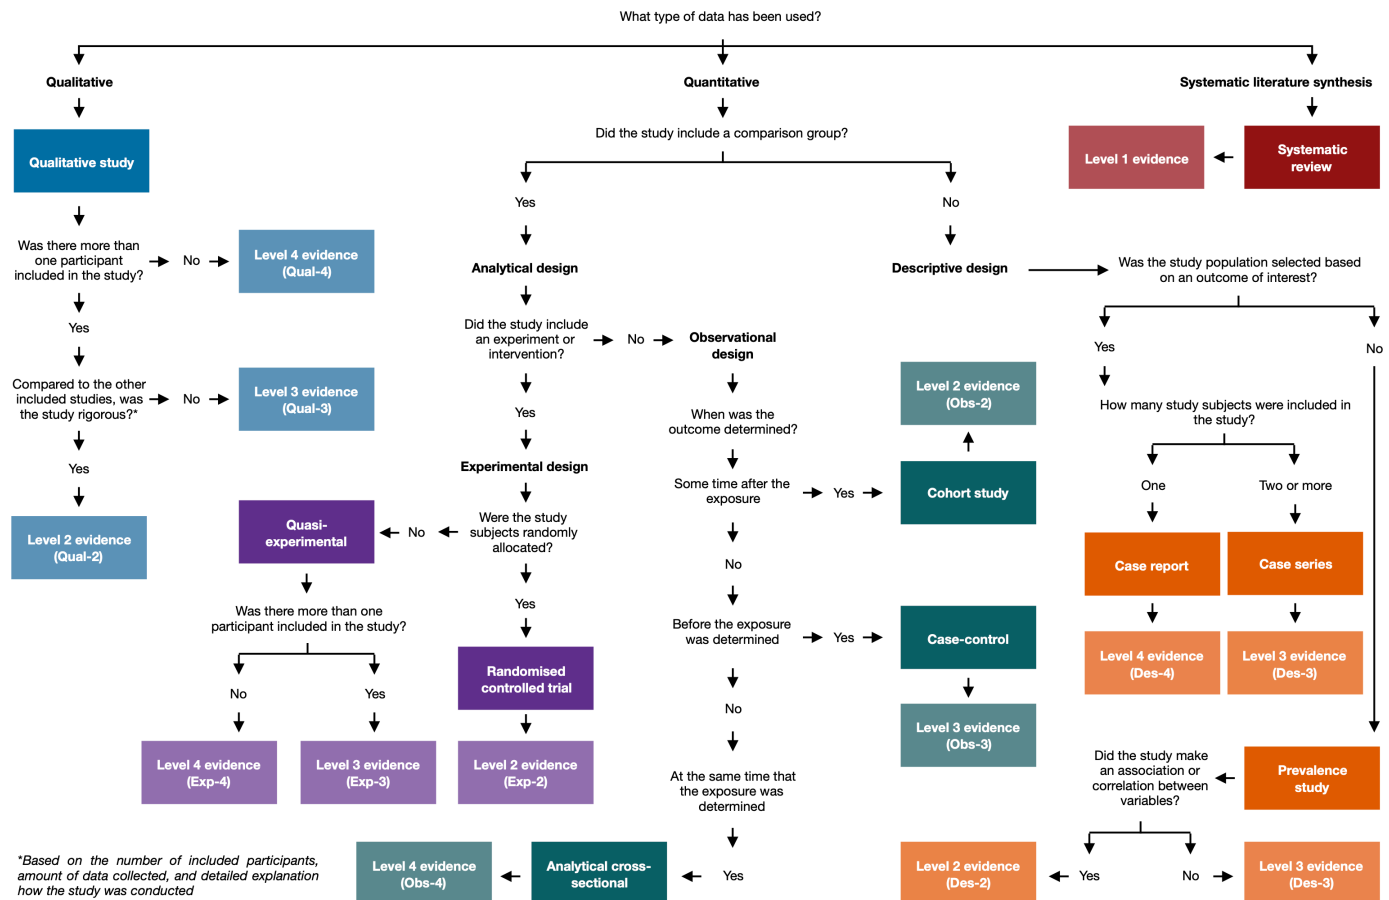 What type of data has been used?
Qualitative
Quantitative
Systematic literature synthesis
Qualitative study
Did the study include a comparison group?
Level 1 evidence
Systematic
review
Yes
No
Was there more than
one participant
included in the study?
No
Level 4 evidence
(Qual-4)
Analytical design
Descriptive design
Was the study population selected based
on an outcome of interest?
Yes
Did the study include
an experiment or
intervention?
No
Observational
design
Yes
No
Compared to the other
included studies, was
the study rigorous?*
No
Level 3 evidence
(Qual-3)
Yes
When was the
outcome determined?
Level 2 evidence
(Obs-2)
How many study subjects were included in
the study?
Yes
Experimental design
Some time after the
exposure
Yes
Cohort study
One
Two or more
Level 2 evidence
(Qual-2)
Quasi-
experimental
No
Were the study
subjects randomly
allocated?
No
Case report
Case series
Was there more than one
participant included in the study?
Yes
Before the exposure
was determined
Yes
Case-control
Level 4 evidence
(Des-4)
Level 3 evidence
(Des-3)
No
Yes
Randomised
controlled trial
No
Level 3 evidence
(Obs-3)
Level 4 evidence
(Exp-4)
Level 3 evidence
(Exp-3)
Level 2 evidence
(Exp-2)
At the same time that
the exposure was
determined
Did the study make
an association or
correlation between
variables?
Prevalence
study
*Based on the number of included participants,
amount of data collected, and detailed explanation
how the study was conducted
Level 4 evidence
(Obs-4)
Analytical cross-
sectional
Yes
Level 2 evidence
(Des-2)
Yes
No
Level 3 evidence
(Des-3)